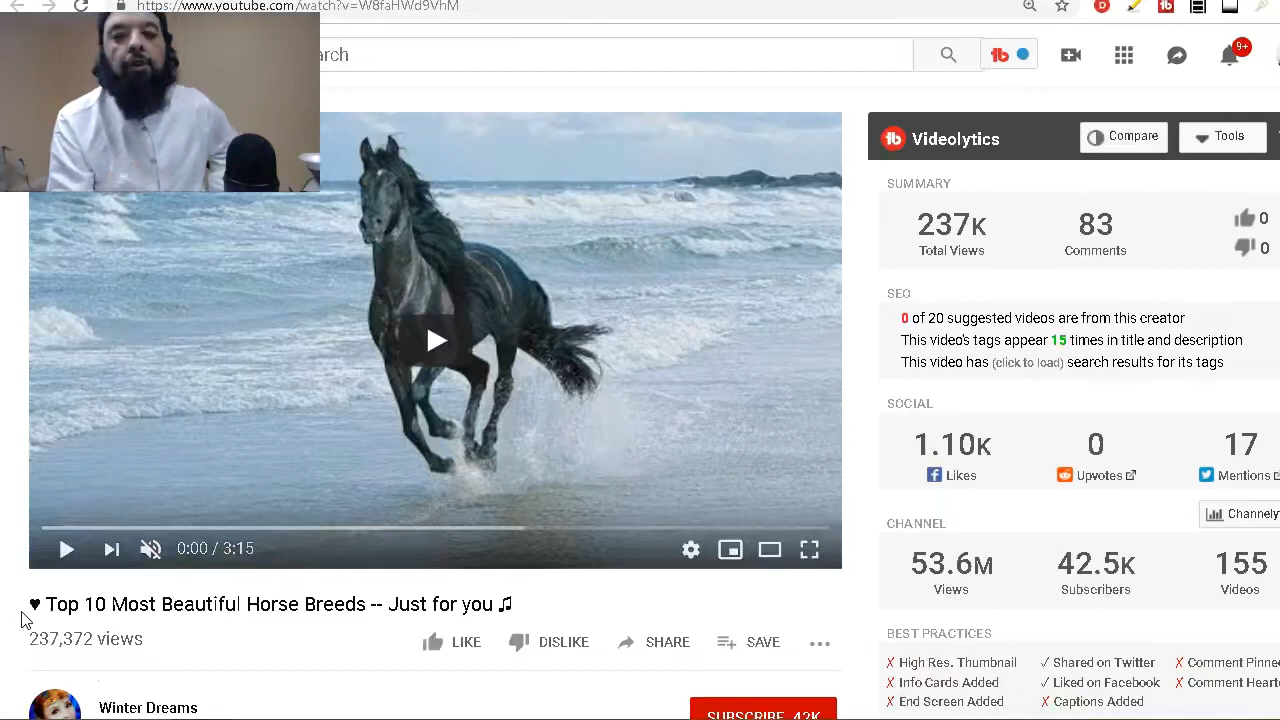 https://www.youtube.com/watch?v=W8faHWd9VhM
arch
9+
Videolytics
Compare
Tools
SUMMARY
237K
Total Views
83
Comments
0
0
SEO
0 of 20 suggested videos are from this creator
This video's tags appear 15 times in title and description
This video has (click to load) search results for its tags
SOCIAL
1.10K
Likes
0
Upvotes
17
Mentions
Channely
CHANNEL
53.6M
Views
42.5K
Subscribers
155
Videos
BEST PRACTICES
✗ High Res. Thumbnail ✓ Shared on Twitter ✗ Comment Pinne
✗ Info Cards Added ✓ Liked on Facebook ✗ Comment Hearte
✗ End Screen Added ✗ Captions Added
0:00 / 3:15
♥ Top 10 Most Beautiful Horse Breeds -- Just for you ♫
237,372 views
LIKE DISLIKE SHARE SAVE
Winter Dreams
SUBSCRIBE 42K